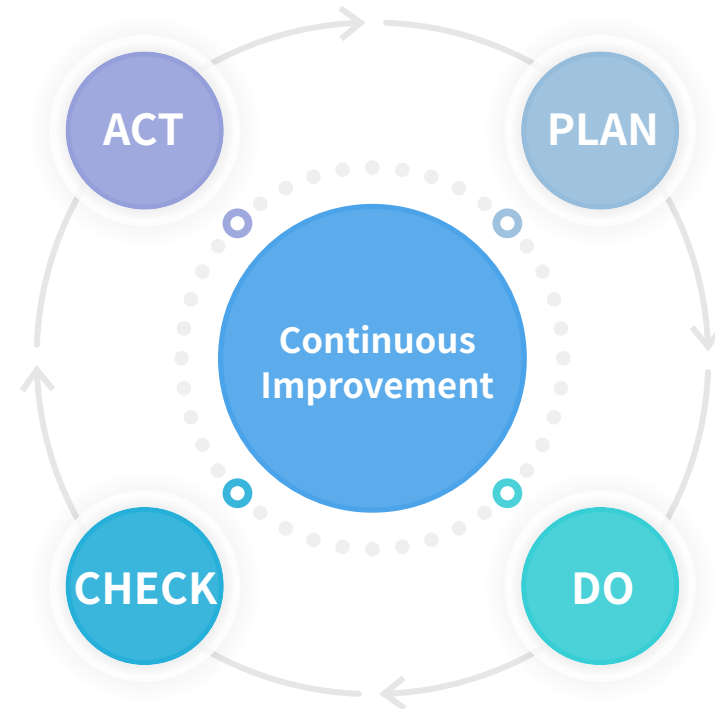 ACT
PLAN
Continuous
Improvement
CHECK
DO